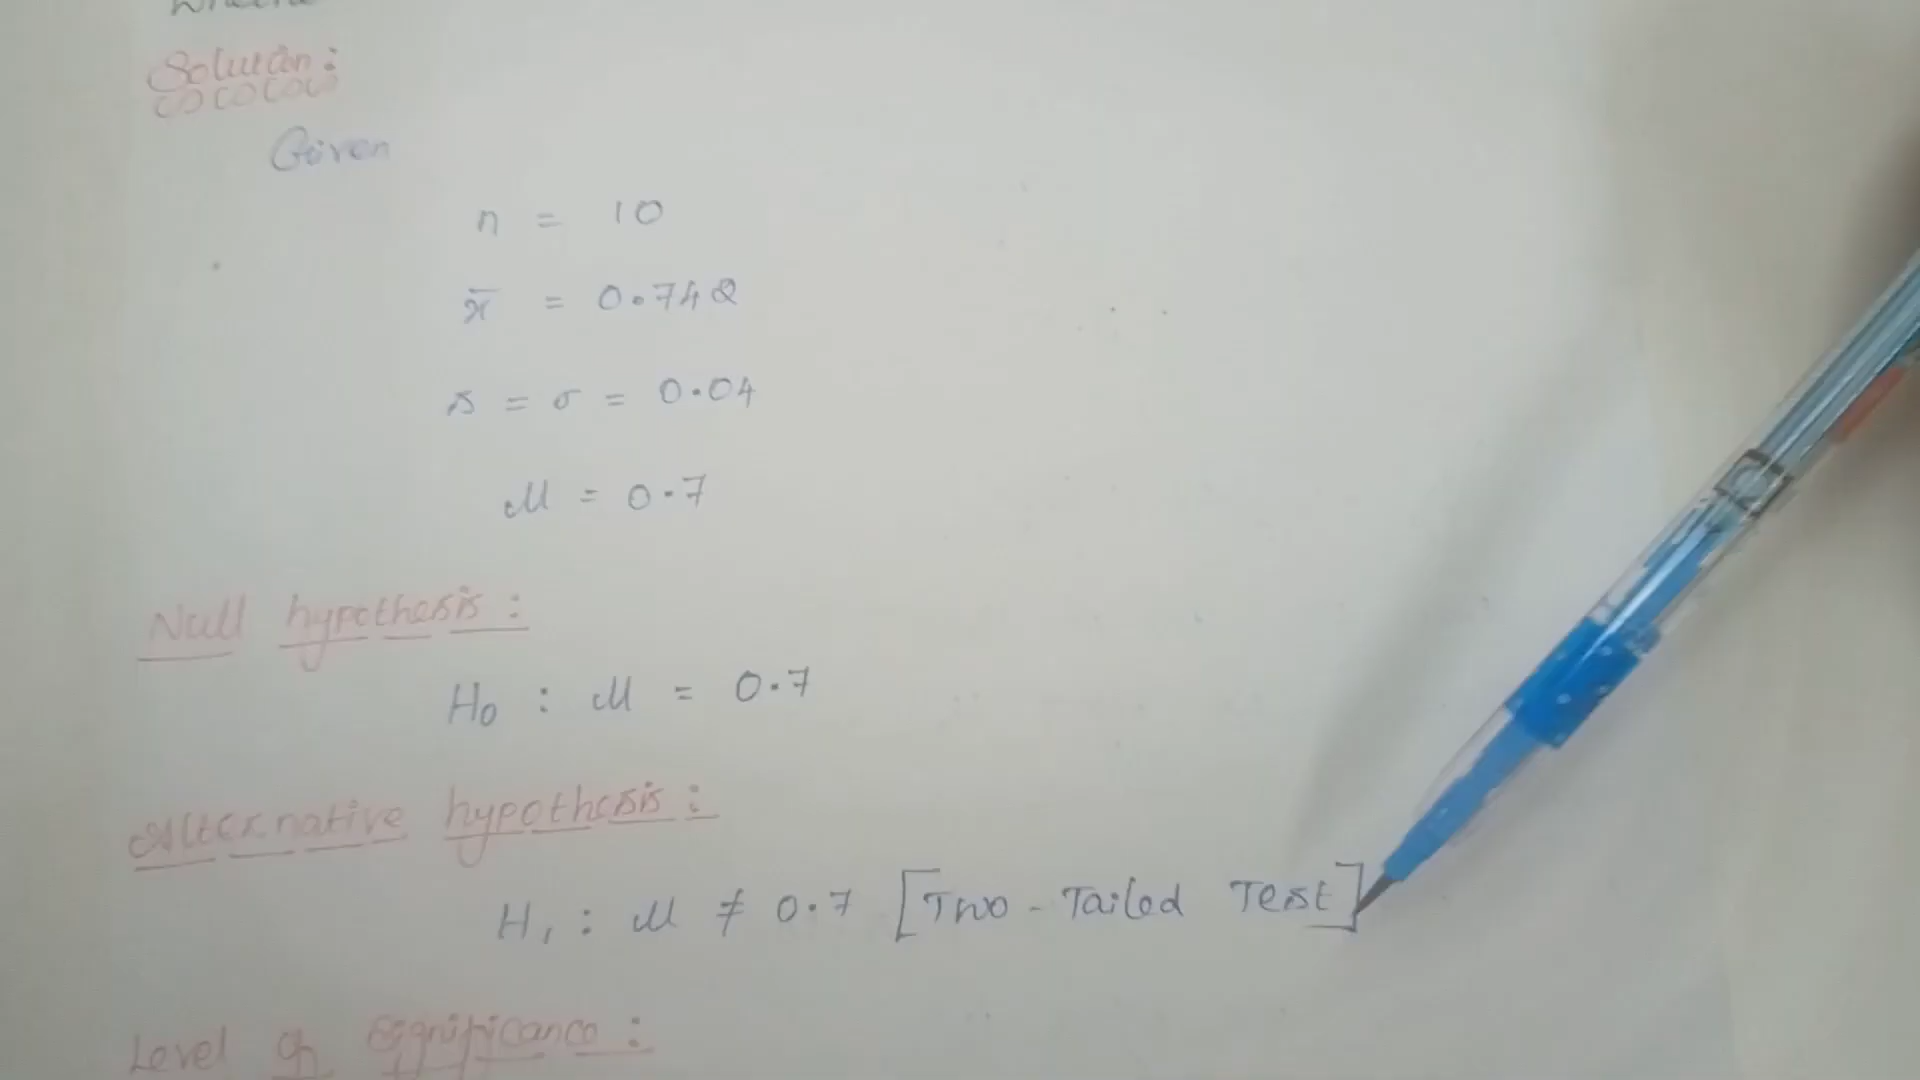 Solution:
Given
n = 10
x̄ = 0.742
s = σ = 0.04
μ = 0.7
Null hypothesis:
H₀ : μ = 0.7
Alternative hypothesis:
H₁ : μ ≠ 0.7 [Two-Tailed Test]
Level of significance: